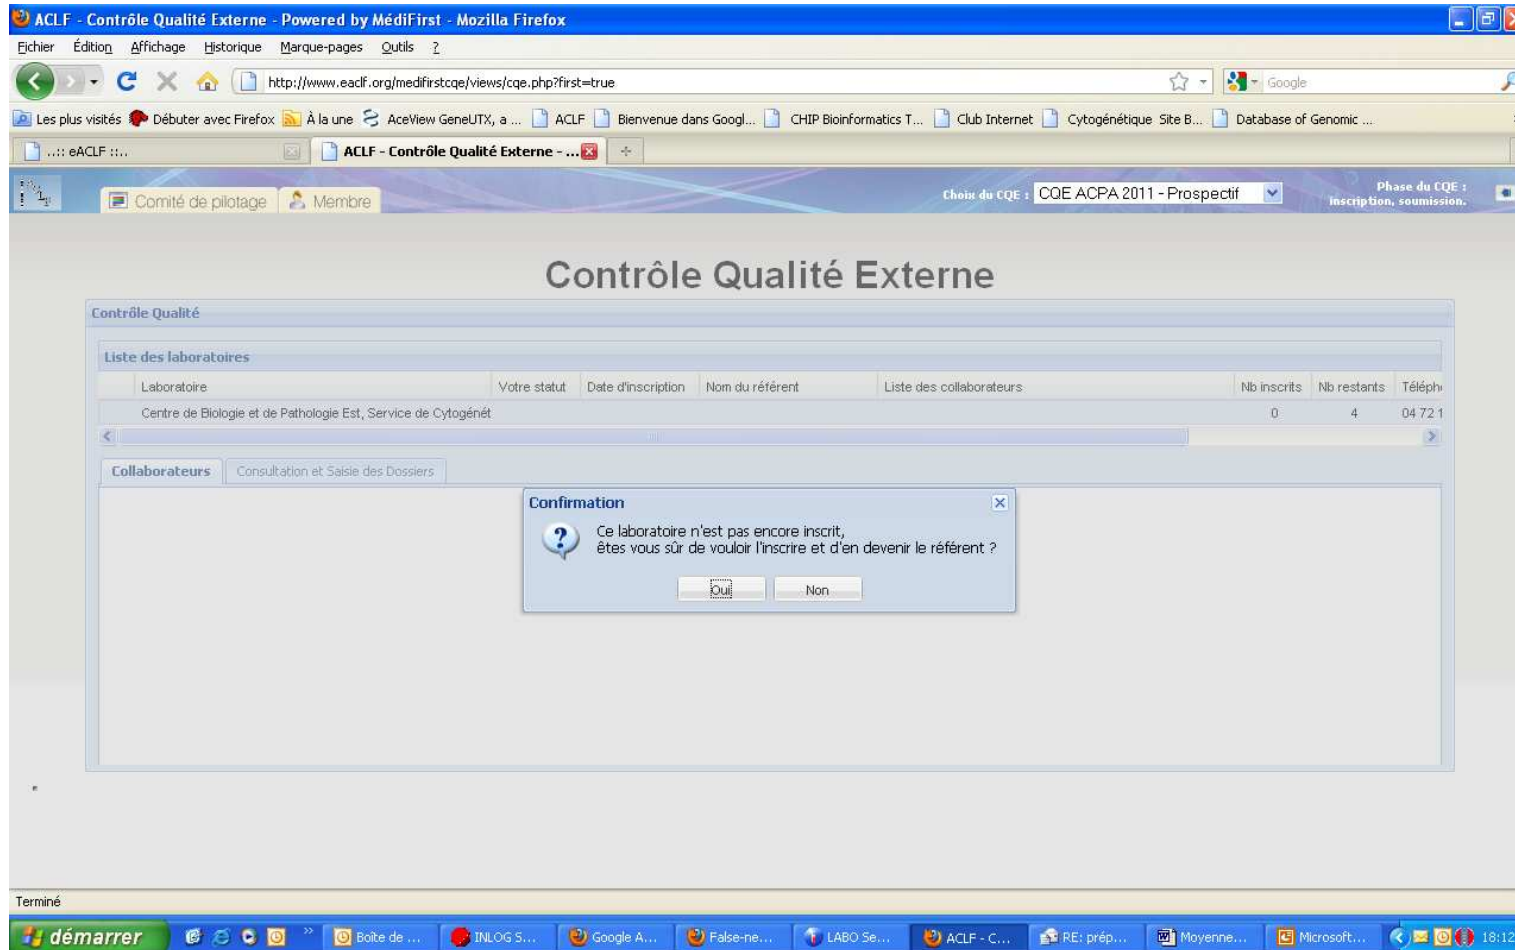 ACLF - Contrôle Qualité Externe - Powered by MédiFirst - Mozilla Firefox
Fichier Édition Affichage Historique Marque-pages Outils ?
http://www.eaclf.org/medifirstcqe/views/cqe.php?first=true Google
Les plus visités Débuter avec Firefox À la une AceView GeneUTX, a ... ACLF Bienvenue dans Googl... CHIP Bioinformatics T... Club Internet Cytogénétique Site B... Database of Genomic ...
..:: eACLF ::.. ACLF - Contrôle Qualité Externe - ...
Comité de pilotage Membre Choix du CQE : CQE ACPA 2011 - Prospectif Phase du CQE :
inscription, soumission.
Contrôle Qualité Externe
Contrôle Qualité
Liste des laboratoires
Laboratoire Votre statut Date d'inscription Nom du référent Liste des collaborateurs Nb inscrits Nb restants Téléph
Centre de Biologie et de Pathologie Est, Service de Cytogénét 0 4 04 72 1
Collaborateurs Consultation et Saisie des Dossiers
Confirmation
Ce laboratoire n'est pas encore inscrit,
êtes vous sûr de vouloir l'inscrire et d'en devenir le référent ?
Oui Non
Terminé
démarrer Boîte de ... INLOG S... Google A... False-ne... LABO Se... ACLF - C... RE: prép... Moyenne... Microsoft... 18:12